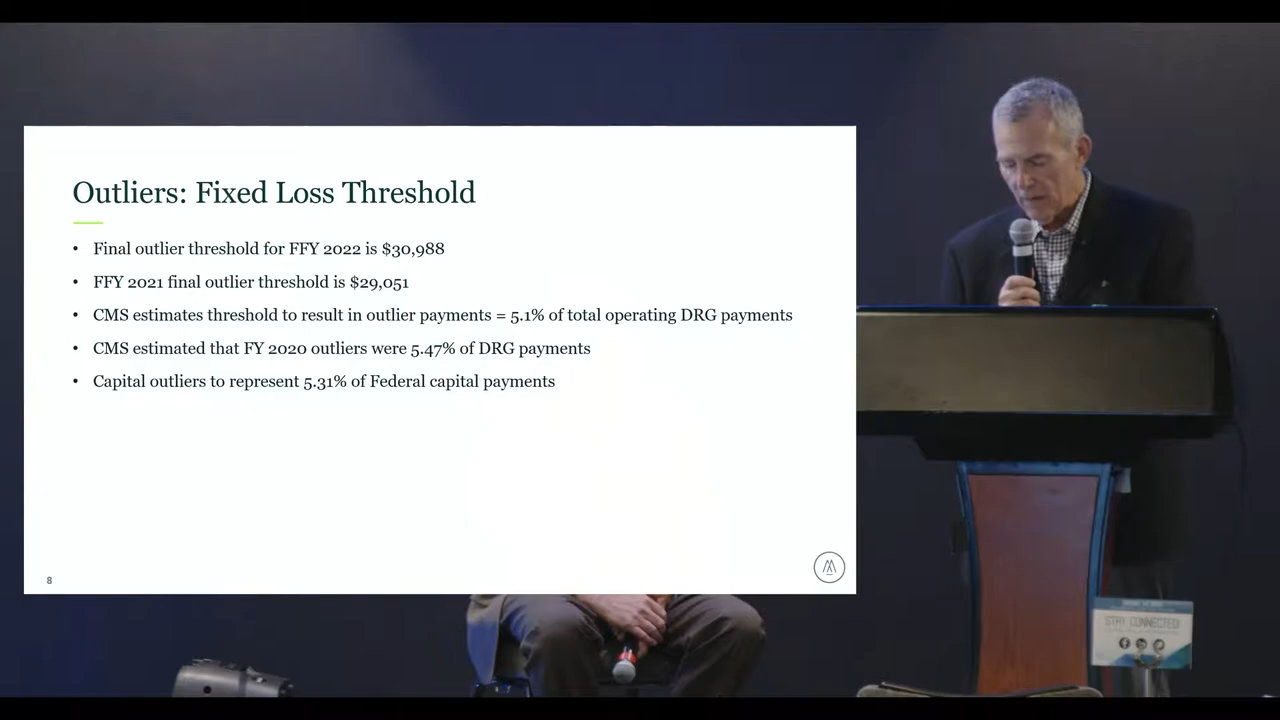 Outliers: Fixed Loss Threshold
• Final outlier threshold for FFY 2022 is $30,988
• FFY 2021 final outlier threshold is $29,051
• CMS estimates threshold to result in outlier payments = 5.1% of total operating DRG payments
• CMS estimated that FY 2020 outliers were 5.47% of DRG payments
• Capital outliers to represent 5.31% of Federal capital payments
8
STAY CONNECTED!